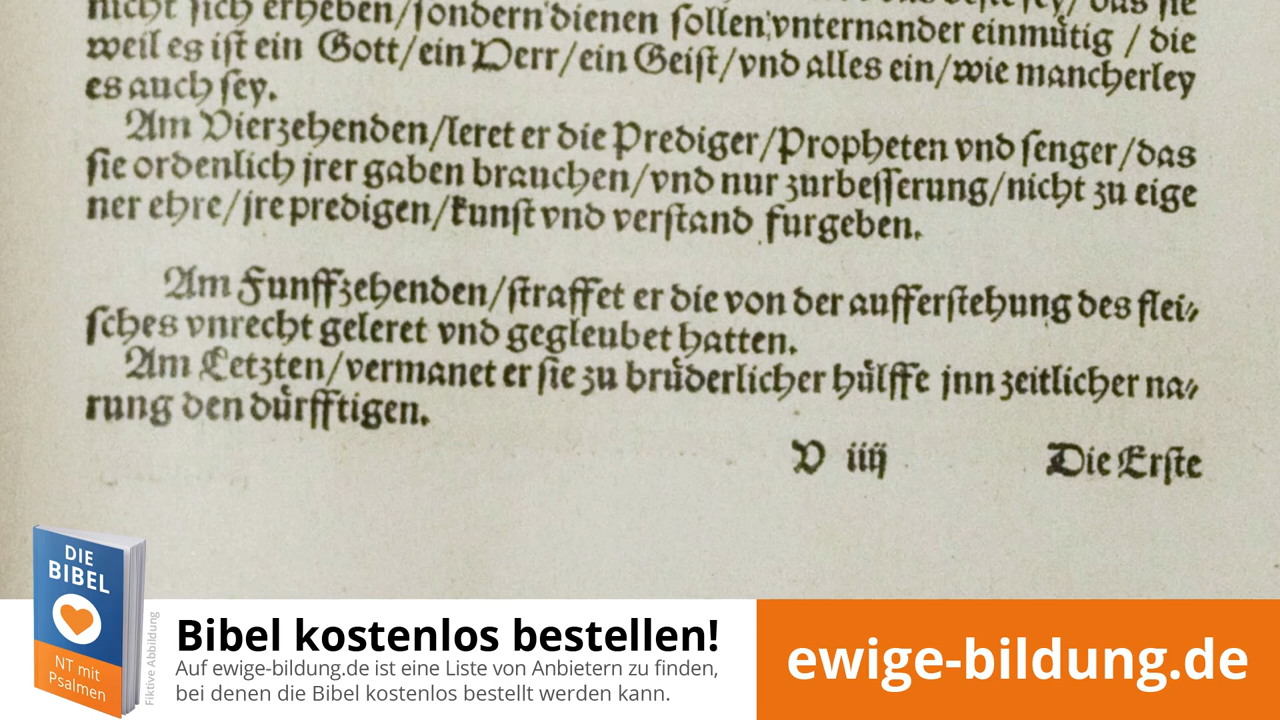 nicht sich erheben/sondern dienen sollen vnternander einmütig / die
weil es ist ein Gott/ein Herr/ein Geist/vnd alles ein/wie mancherley
es auch sey.
Am Vierzehenden/leret er die Prediger/Propheten vnd senger/das
sie ordenlich jrer gaben brauchen/vnd nur zurbesserung/nicht zu eige
ner ehre/jre predigen/kunst vnd verstand furgeben.
Am Funffzehenden/straffet er die von der aufferstehung des flei⸗
sches vnrecht geleret vnd gegleubet hatten.
Am Letzten/vermanet er sie zu brüderlicher hülffe jnn zeitlicher na⸗
rung den dürfftigen.
V iiij Die Erste
DIE
BIBEL
NT mit
Psalmen
Fiktive Abbildung
Bibel kostenlos bestellen!
Auf ewige-bildung.de ist eine Liste von Anbietern zu finden,
bei denen die Bibel kostenlos bestellt werden kann.
ewige-bildung.de